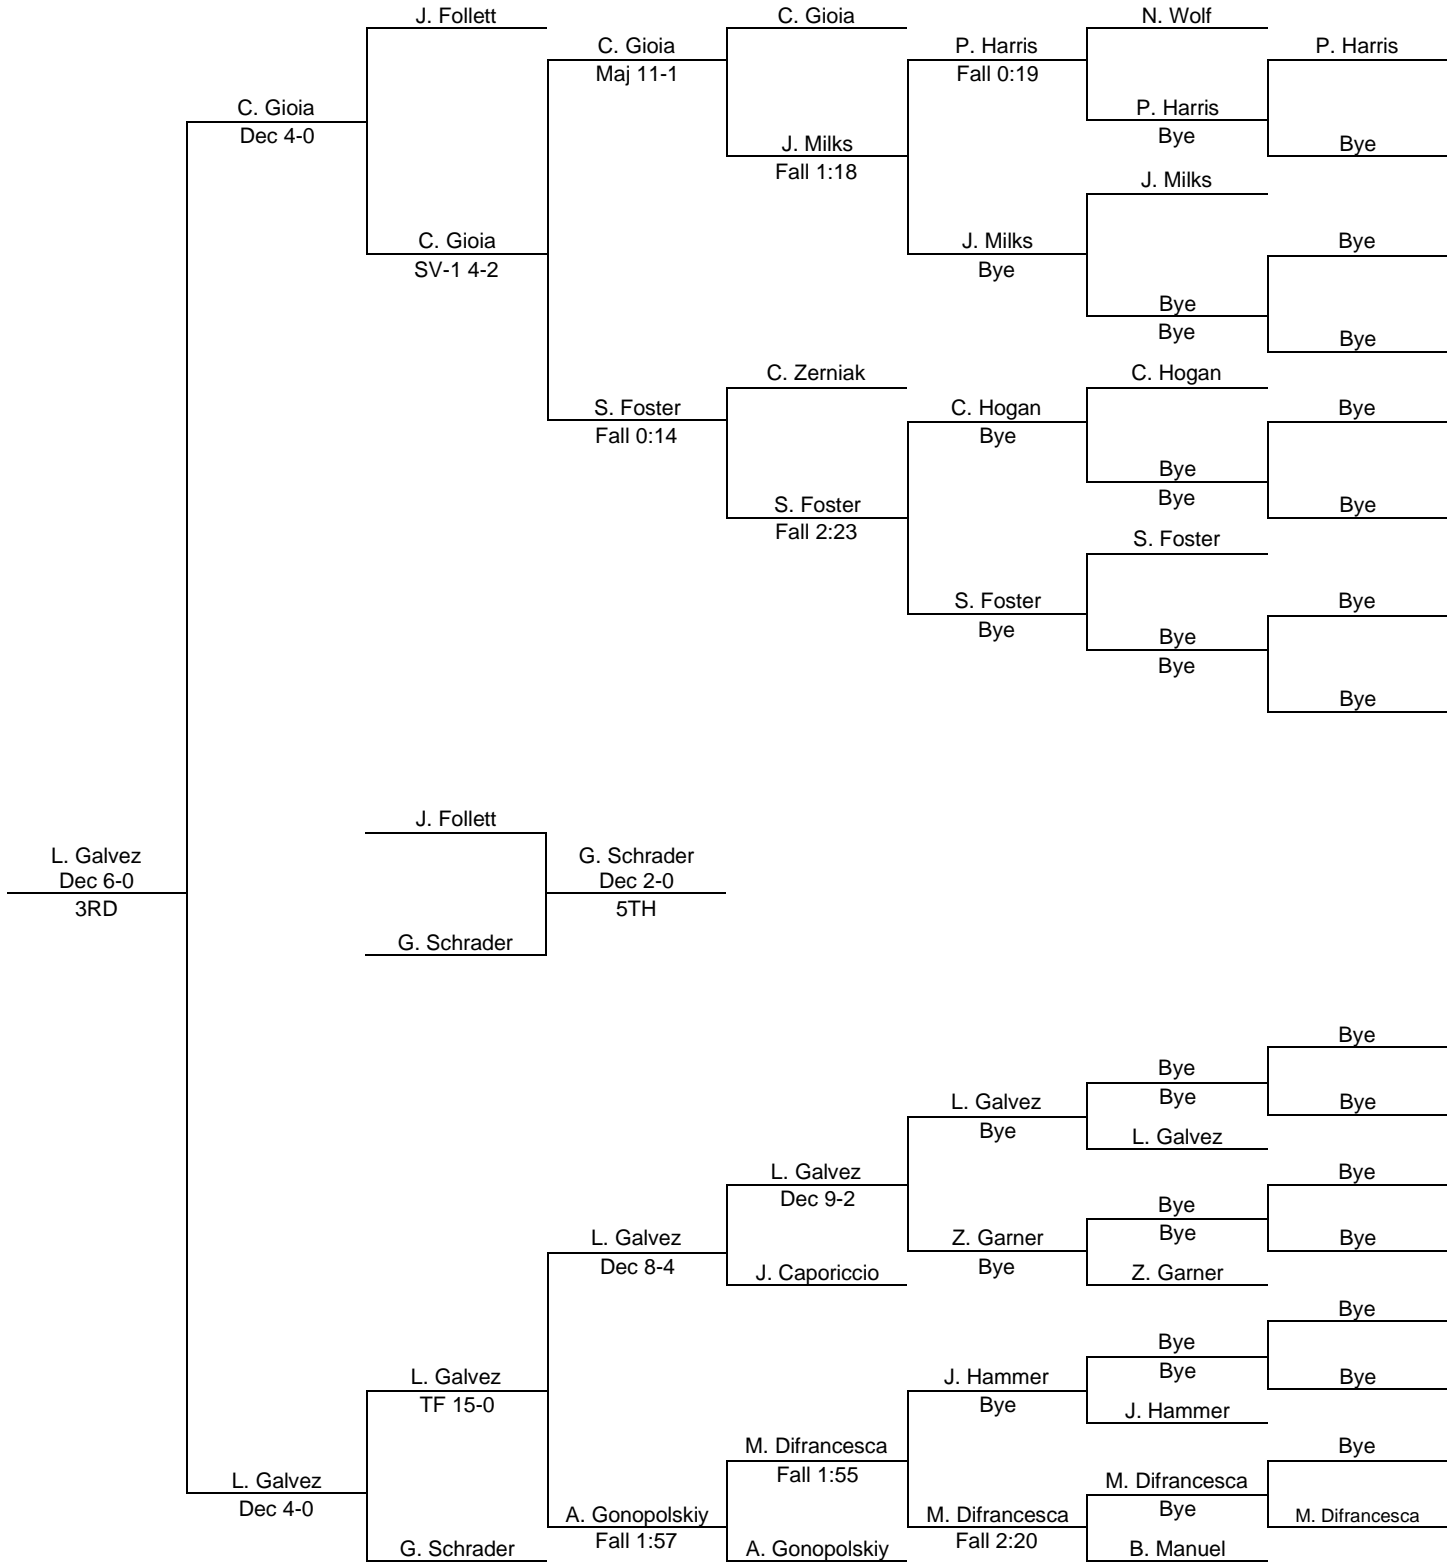 J. Follett
C. Gioia
N. Wolf
C. Gioia
Maj 11-1
P. Harris
Fall 0:19
P. Harris
C. Gioia
Dec 4-0
P. Harris
Bye
J. Milks
Fall 1:18
Bye
J. Milks
C. Gioia
SV-1 4-2
J. Milks
Bye
Bye
Bye
Bye
Bye
C. Zerniak
C. Hogan
S. Foster
Fall 0:14
C. Hogan
Bye
Bye
Bye
Bye
S. Foster
Fall 2:23
Bye
S. Foster
S. Foster
Bye
Bye
Bye
Bye
Bye
J. Follett
L. Galvez
Dec 6-0
3RD
G. Schrader
Dec 2-0
5TH
G. Schrader
Bye
Bye
Bye
L. Galvez
Bye
Bye
L. Galvez
L. Galvez
Dec 9-2
Bye
Bye
Bye
L. Galvez
Dec 8-4
Z. Garner
Bye
Bye
J. Caporiccio
Z. Garner
Bye
Bye
Bye
L. Galvez
TF 15-0
J. Hammer
Bye
Bye
J. Hammer
M. Difrancesca
Fall 1:55
Bye
L. Galvez
Dec 4-0
M. Difrancesca
Bye
A. Gonopolskiy
Fall 1:57
M. Difrancesca
Fall 2:20
M. Difrancesca
G. Schrader
A. Gonopolskiy
B. Manuel